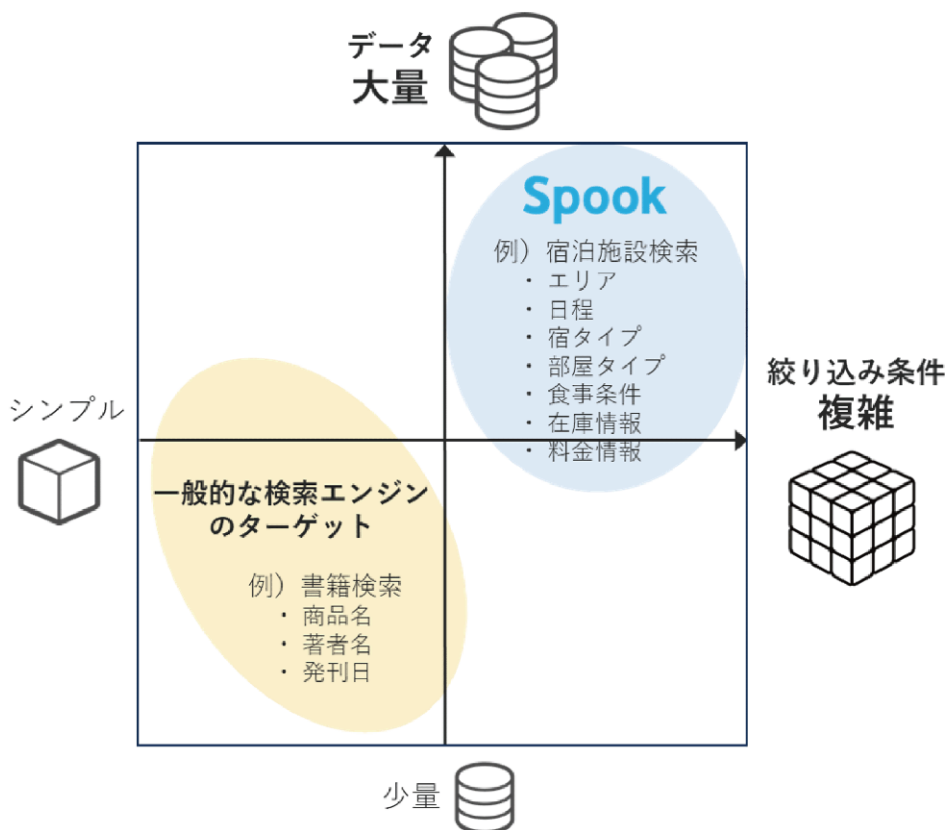 データ
大量
Spook
例）宿泊施設検索
・ エリア
・ 日程
・ 宿タイプ
・ 部屋タイプ
・ 食事条件
・ 在庫情報
・ 料金情報
絞り込み条件
複雑
シンプル
一般的な検索エンジン
のターゲット
例）書籍検索
・ 商品名
・ 著者名
・ 発刊日
少量